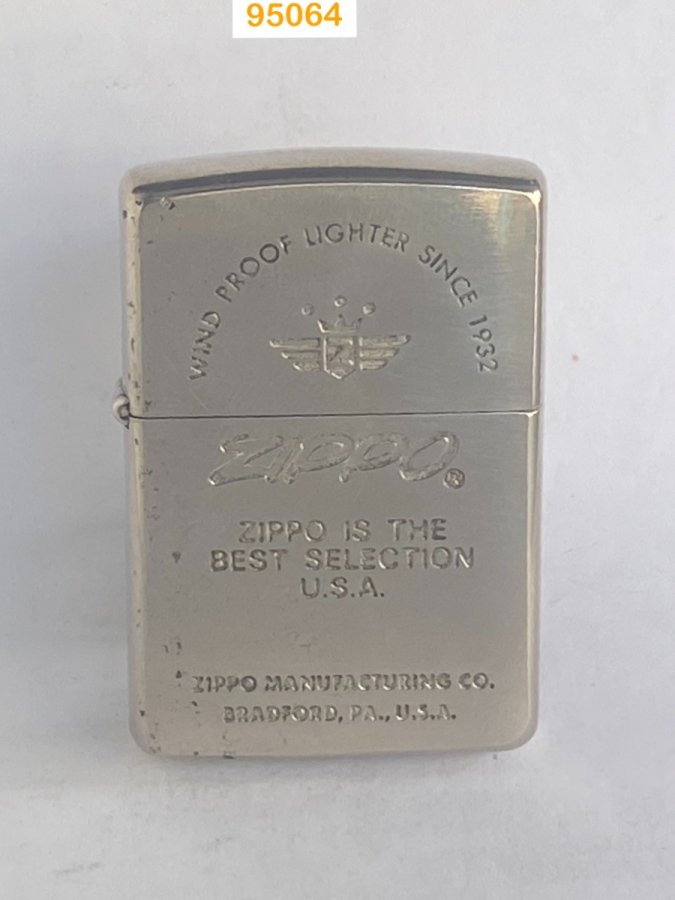 95064
WIND PROOF LIGHTER SINCE 1932
Z
ZIPPO®
ZIPPO IS THE
BEST SELECTION
U.S.A.
ZIPPO MANUFACTURING CO.
BRADFORD, PA., U.S.A.